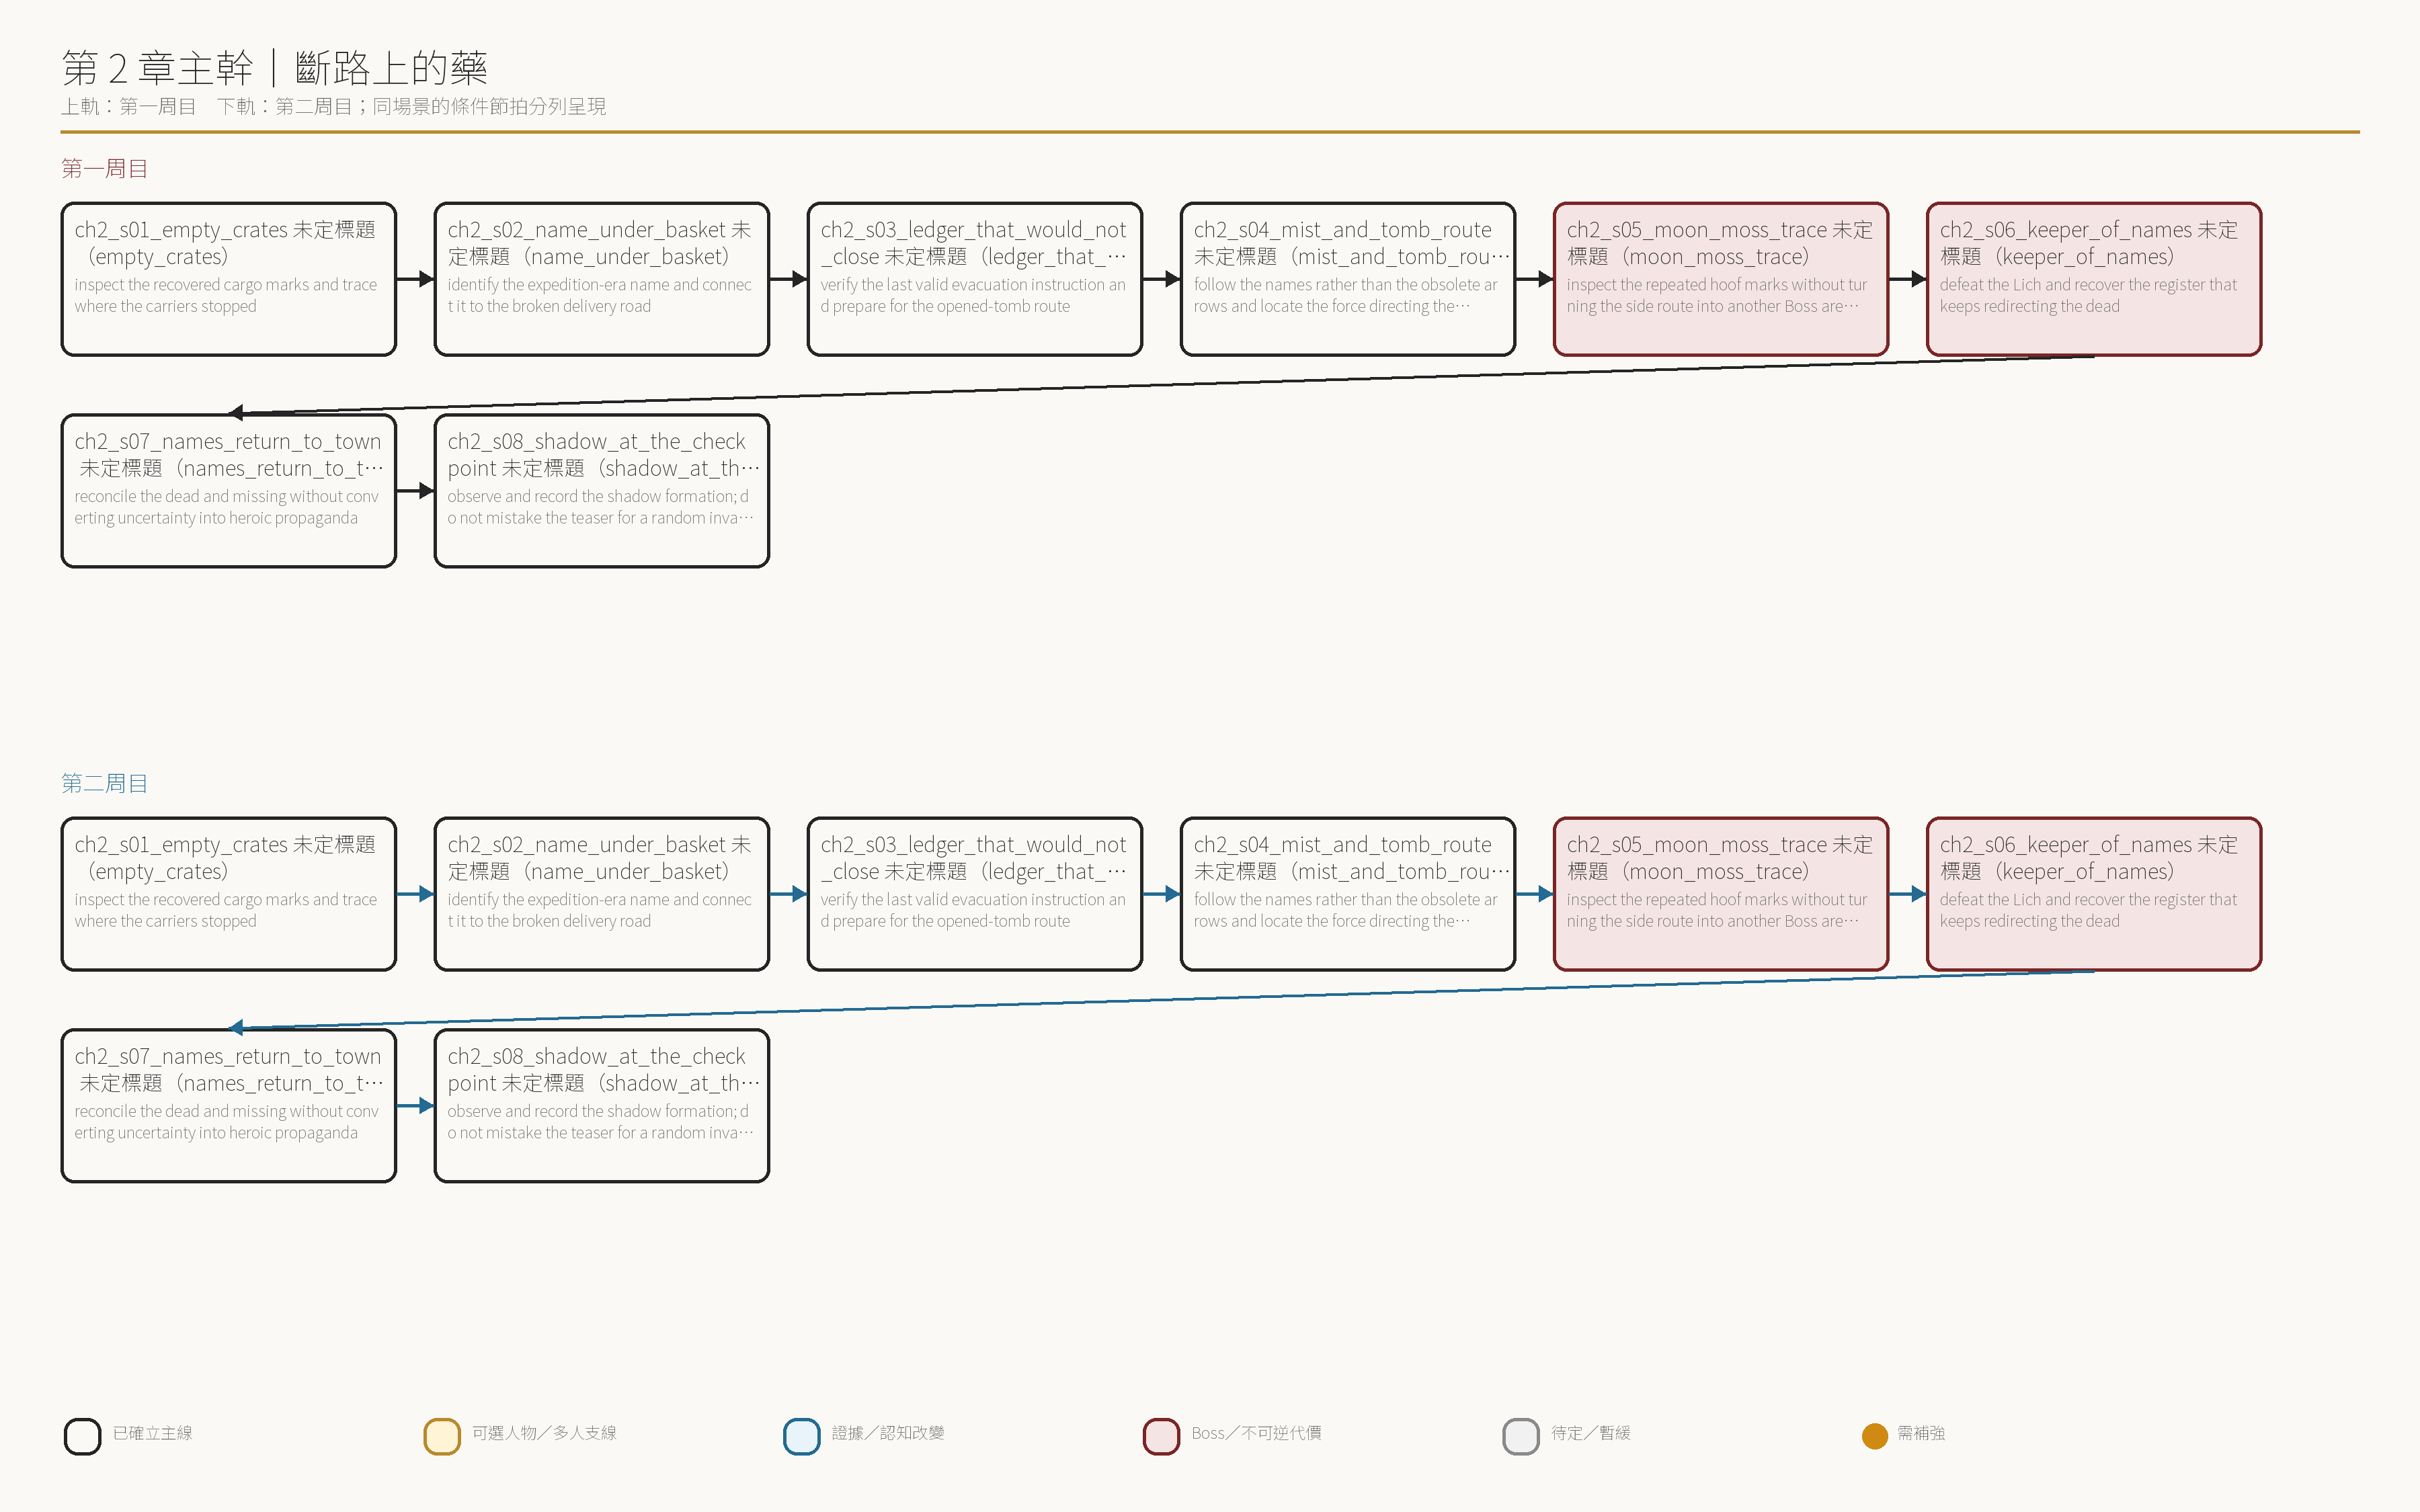 第 2 章主幹｜斷路上的藥
上軌：第一周目　下軌：第二周目；同場景的條件節拍分列呈現
第一周目
ch2_s01_empty_crates 未定標題
（empty_crates）
inspect the recovered cargo marks and trace
where the carriers stopped
ch2_s02_name_under_basket 未
定標題（name_under_basket）
identify the expedition-era name and connec
t it to the broken delivery road
ch2_s03_ledger_that_would_not
_close 未定標題（ledger_that_…
verify the last valid evacuation instruction an
d prepare for the opened-tomb route
ch2_s04_mist_and_tomb_route
未定標題（mist_and_tomb_rou…
follow the names rather than the obsolete ar
rows and locate the force directing the…
ch2_s05_moon_moss_trace 未定
標題（moon_moss_trace）
inspect the repeated hoof marks without tur
ning the side route into another Boss are…
ch2_s06_keeper_of_names 未定
標題（keeper_of_names）
defeat the Lich and recover the register that
keeps redirecting the dead
ch2_s07_names_return_to_town
未定標題（names_return_to_t…
reconcile the dead and missing without conv
erting uncertainty into heroic propaganda
ch2_s08_shadow_at_the_check
point 未定標題（shadow_at_th…
observe and record the shadow formation; d
o not mistake the teaser for a random inva…
第二周目
ch2_s01_empty_crates 未定標題
（empty_crates）
inspect the recovered cargo marks and trace
where the carriers stopped
ch2_s02_name_under_basket 未
定標題（name_under_basket）
identify the expedition-era name and connec
t it to the broken delivery road
ch2_s03_ledger_that_would_not
_close 未定標題（ledger_that_…
verify the last valid evacuation instruction an
d prepare for the opened-tomb route
ch2_s04_mist_and_tomb_route
未定標題（mist_and_tomb_rou…
follow the names rather than the obsolete ar
rows and locate the force directing the…
ch2_s05_moon_moss_trace 未定
標題（moon_moss_trace）
inspect the repeated hoof marks without tur
ning the side route into another Boss are…
ch2_s06_keeper_of_names 未定
標題（keeper_of_names）
defeat the Lich and recover the register that
keeps redirecting the dead
ch2_s07_names_return_to_town
未定標題（names_return_to_t…
reconcile the dead and missing without conv
erting uncertainty into heroic propaganda
ch2_s08_shadow_at_the_check
point 未定標題（shadow_at_th…
observe and record the shadow formation; d
o not mistake the teaser for a random inva…
已確立主線
可選人物／多人支線
證據／認知改變
Boss／不可逆代價
待定／暫緩
需補強